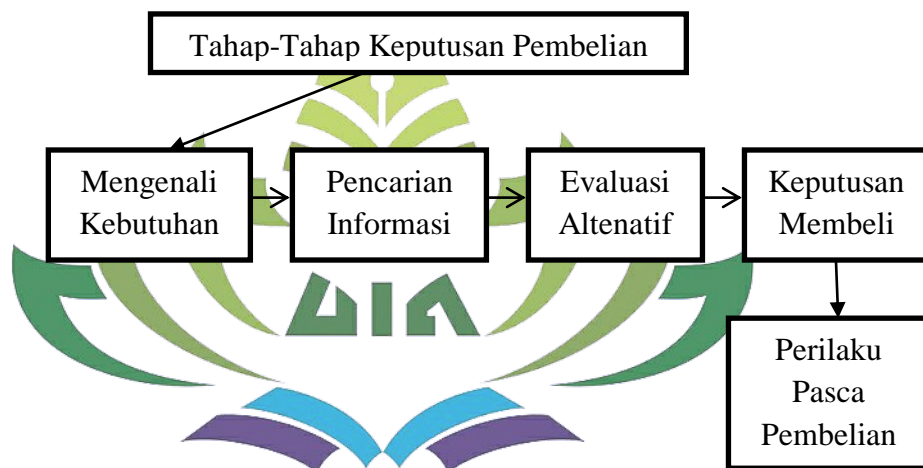 Tahap-Tahap Keputusan Pembelian
Mengenali
Kebutuhan
Pencarian
Informasi
Evaluasi
Altenatif
Keputusan
Membeli
UIN
Perilaku
Pasca
Pembelian